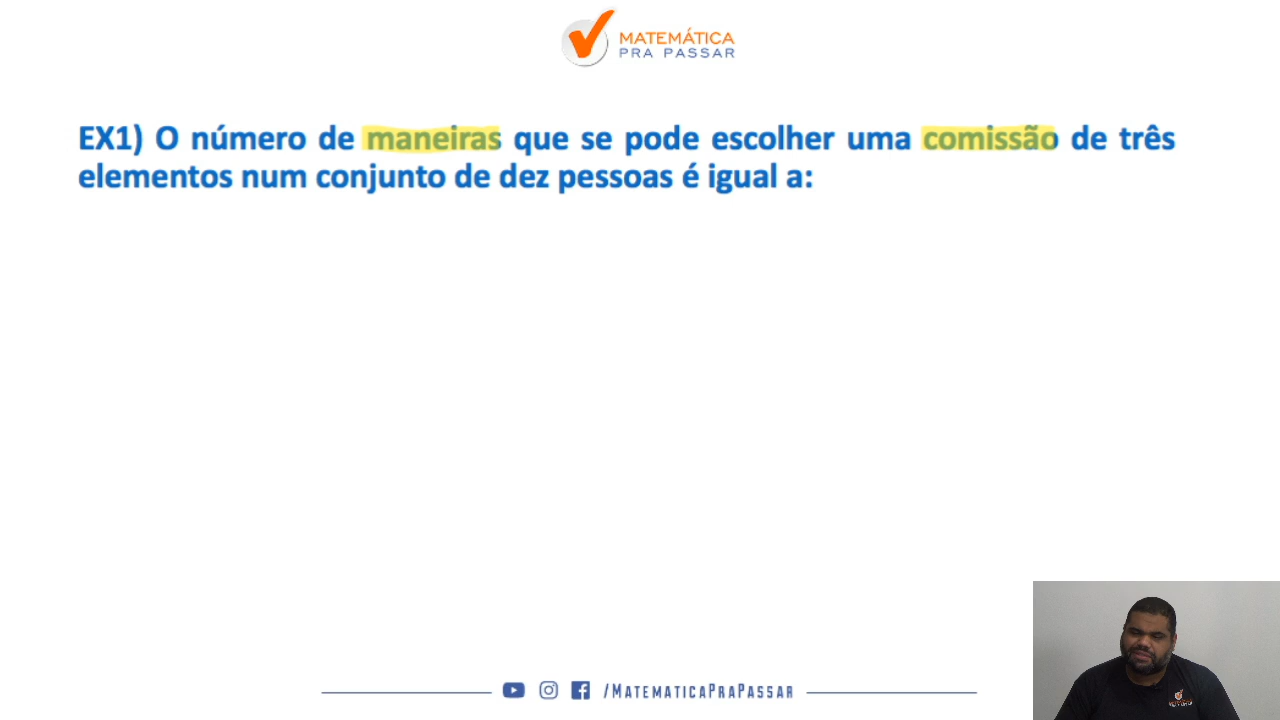 MATEMÁTICA
PRA PASSAR
EX1) O número de maneiras que se pode escolher uma comissão de três
elementos num conjunto de dez pessoas é igual a:
/MATEMATICAPRAPASSAR